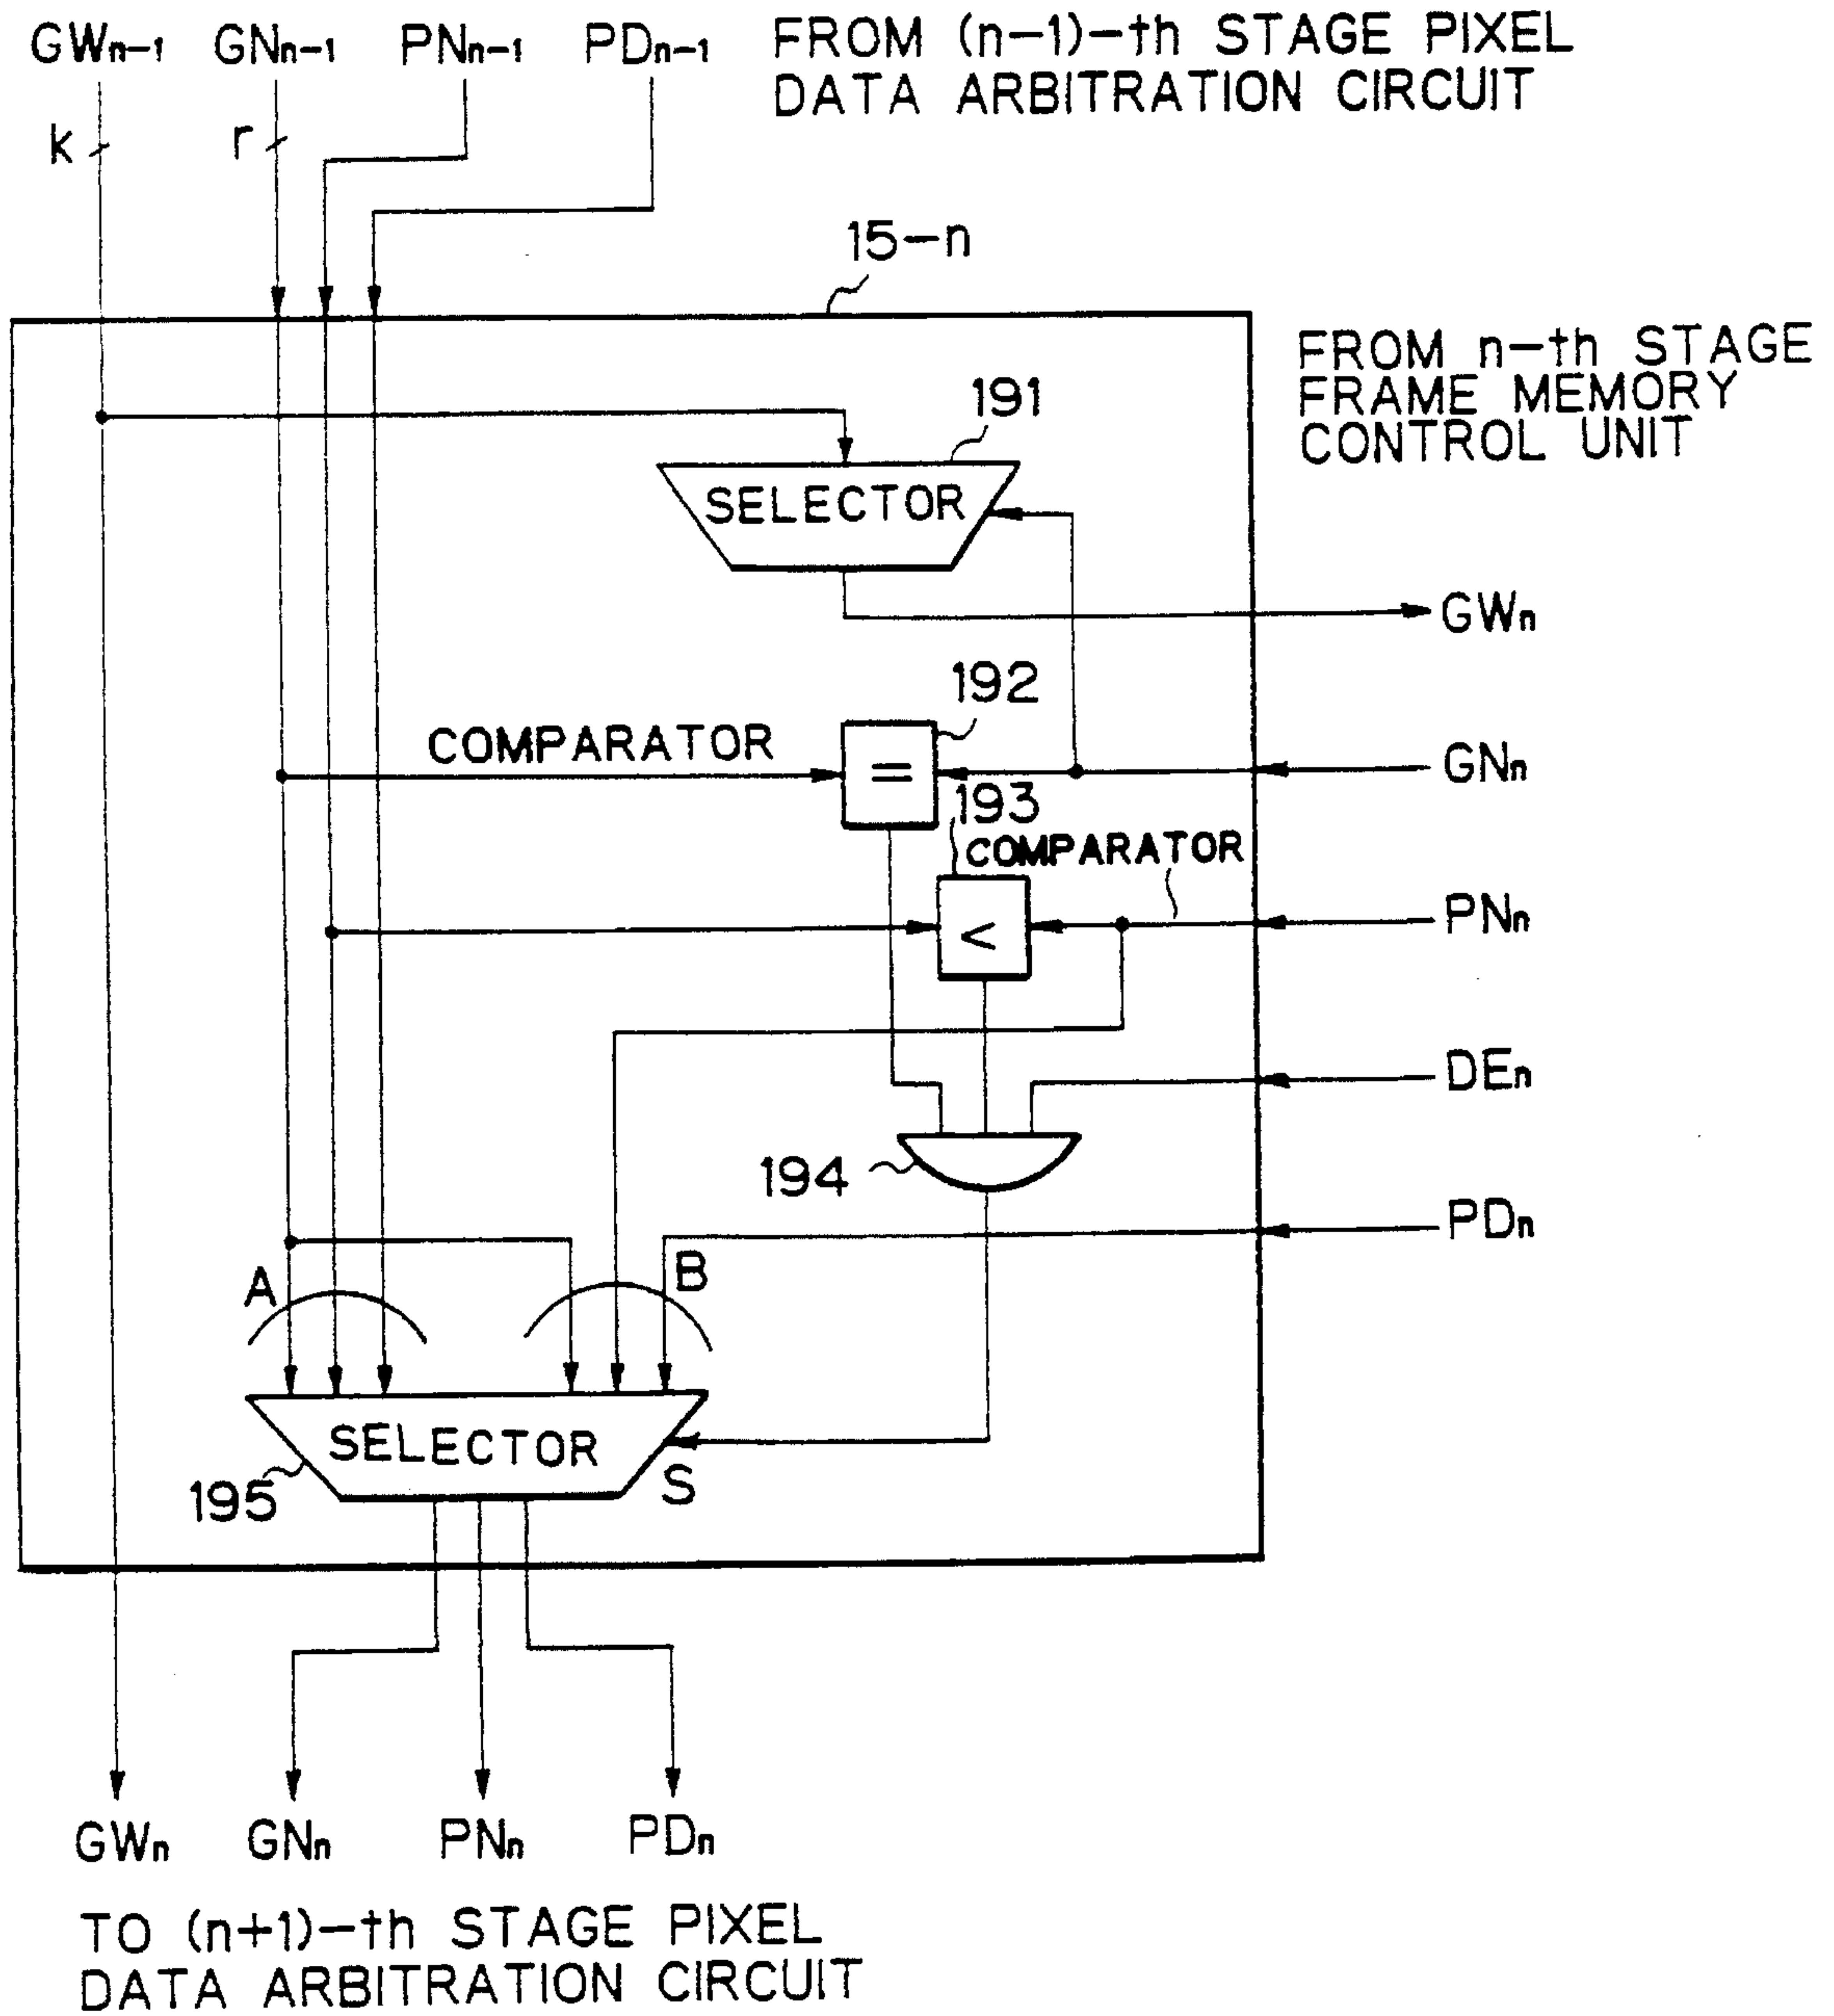 GWn-1 GNn-1 PNn-1 PDn-1
FROM (n-1)-th STAGE PIXEL
DATA ARBITRATION CIRCUIT
k
r
15-n
FROM n-th STAGE
FRAME MEMORY
CONTROL UNIT
191
SELECTOR
GWn
192
COMPARATOR
=
GNn
193
COMPARATOR
<
PNn
DEn
194
PDn
A
B
SELECTOR
S
195
GWn GNn PNn PDn
TO (n+1)-th STAGE PIXEL
DATA ARBITRATION CIRCUIT